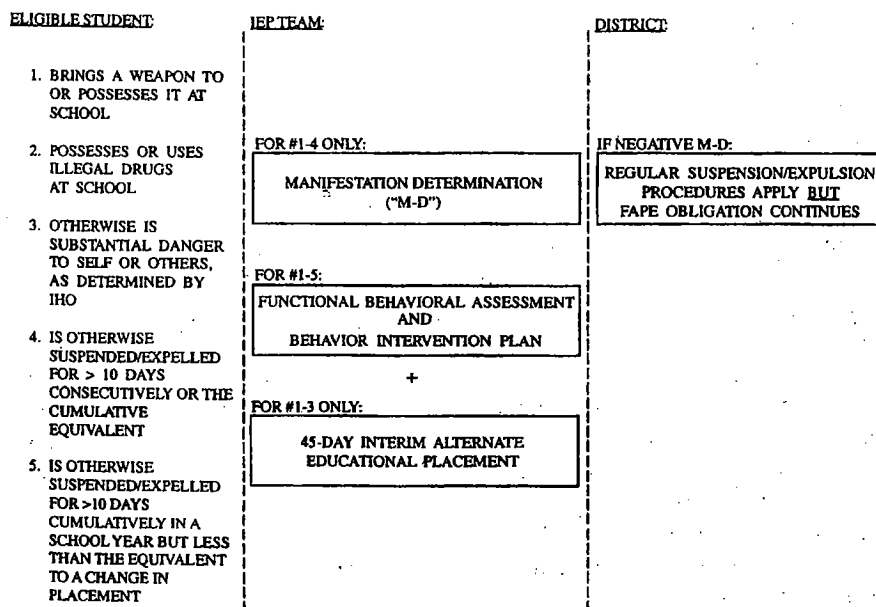 ELIGIBLE STUDENT:
1. BRINGS A WEAPON TO
OR POSSESSES IT AT
SCHOOL
2. POSSESSES OR USES
ILLEGAL DRUGS
AT SCHOOL
3. OTHERWISE IS
SUBSTANTIAL DANGER
TO SELF OR OTHERS,
AS DETERMINED BY
IHO
4. IS OTHERWISE
SUSPENDED/EXPELLED
FOR > 10 DAYS
CONSECUTIVELY OR THE
CUMULATIVE
EQUIVALENT
5. IS OTHERWISE
SUSPENDED/EXPELLED
FOR >10 DAYS
CUMULATIVELY IN A
SCHOOL YEAR BUT LESS
THAN THE EQUIVALENT
TO A CHANGE IN
PLACEMENT
IEP TEAM:
FOR #1-4 ONLY:
MANIFESTATION DETERMINATION
("M-D")
FOR #1-5:
FUNCTIONAL BEHAVIORAL ASSESSMENT
AND
BEHAVIOR INTERVENTION PLAN
+
FOR #1-3 ONLY:
45-DAY INTERIM ALTERNATE
EDUCATIONAL PLACEMENT
DISTRICT:
IF NEGATIVE M-D:
REGULAR SUSPENSION/EXPULSION
PROCEDURES APPLY BUT
FAPE OBLIGATION CONTINUES